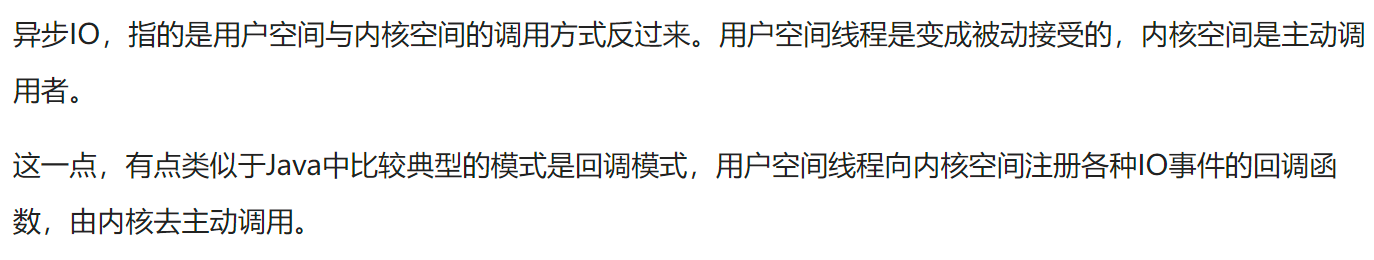 异步IO，指的是用户空间与内核空间的调用方式反过来。用户空间线程是变成被动接受的，内核空间是主动调
用者。
这一点，有点类似于Java中比较典型的模式是回调模式，用户空间线程向内核空间注册各种IO事件的回调函
数，由内核去主动调用。